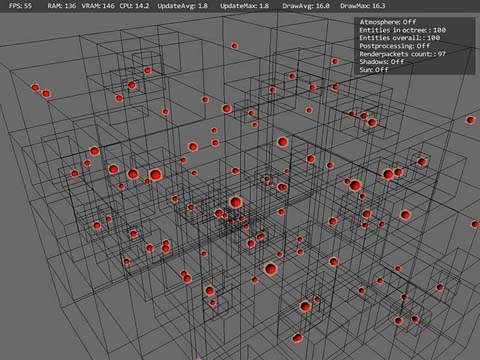 FPS: 55 RAM: 136 VRAM: 146 CPU: 14.2 UpdateAvg: 1.8 UpdateMax: 1.8 DrawAvg: 16.0 DrawMax: 16.3
Atmosphere: Off
Entities in octree: : 100
Entities overall: : 100
Postprocessing: Off
Renderpackets count: : 97
Shadows: Off
Sun: Off